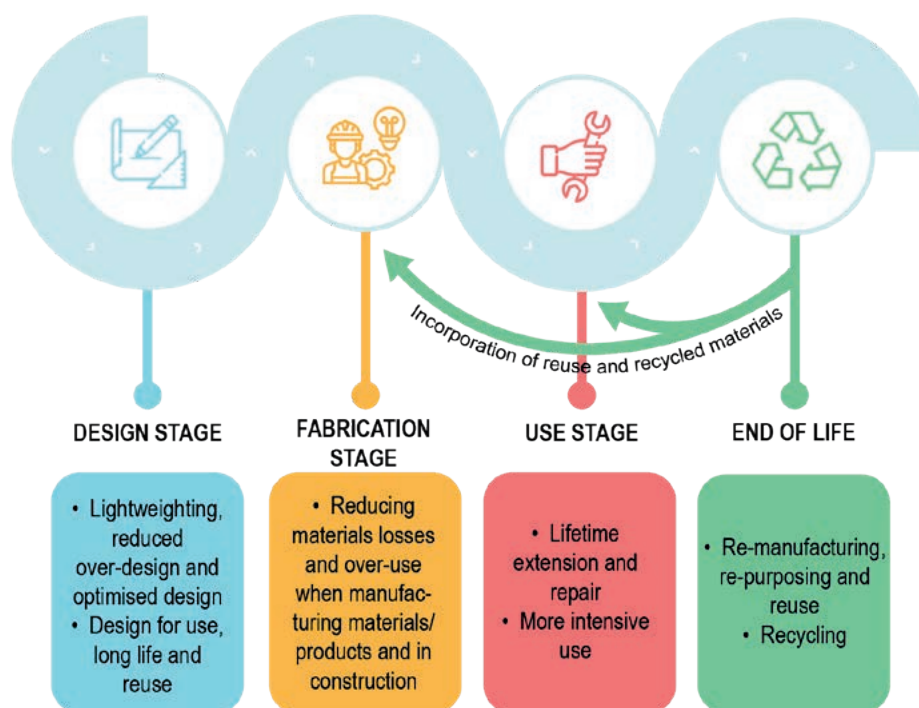 Incorporation of reuse and recycled materials
DESIGN STAGE
FABRICATION
STAGE
USE STAGE
END OF LIFE
• Lightweighting,
reduced
over-design and
optimised design
• Design for use,
long life and
reuse
• Reducing
materials losses
and over-use
when manufac-
turing materials/
products and in
construction
• Lifetime
extension and
repair
• More intensive
use
• Re-manufacturing,
re-purposing and
reuse
• Recycling